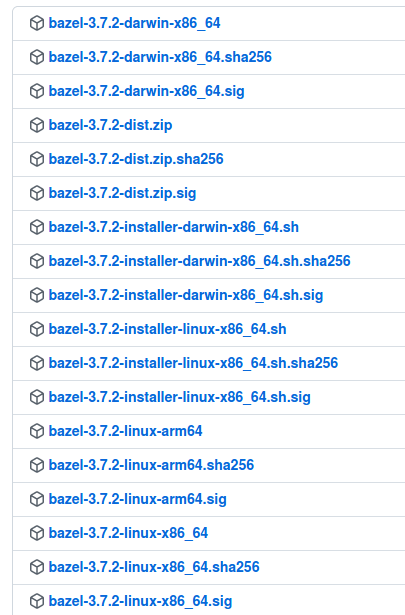 bazel-3.7.2-darwin-x86_64
bazel-3.7.2-darwin-x86_64.sha256
bazel-3.7.2-darwin-x86_64.sig
bazel-3.7.2-dist.zip
bazel-3.7.2-dist.zip.sha256
bazel-3.7.2-dist.zip.sig
bazel-3.7.2-installer-darwin-x86_64.sh
bazel-3.7.2-installer-darwin-x86_64.sh.sha256
bazel-3.7.2-installer-darwin-x86_64.sh.sig
bazel-3.7.2-installer-linux-x86_64.sh
bazel-3.7.2-installer-linux-x86_64.sh.sha256
bazel-3.7.2-installer-linux-x86_64.sh.sig
bazel-3.7.2-linux-arm64
bazel-3.7.2-linux-arm64.sha256
bazel-3.7.2-linux-arm64.sig
bazel-3.7.2-linux-x86_64
bazel-3.7.2-linux-x86_64.sha256
bazel-3.7.2-linux-x86_64.sig